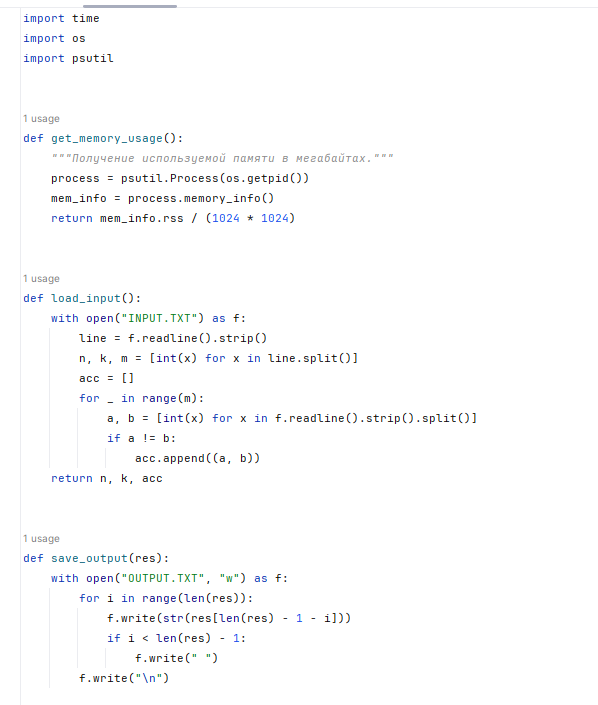 import time
import os
import psutil
1 usage
def get_memory_usage():
    """Получение используемой памяти в мегабайтах."""
    process = psutil.Process(os.getpid())
    mem_info = process.memory_info()
    return mem_info.rss / (1024 * 1024)
1 usage
def load_input():
    with open("INPUT.TXT") as f:
        line = f.readline().strip()
        n, k, m = [int(x) for x in line.split()]
        acc = []
        for _ in range(m):
            a, b = [int(x) for x in f.readline().strip().split()]
            if a != b:
                acc.append((a, b))
    return n, k, acc
1 usage
def save_output(res):
    with open("OUTPUT.TXT", "w") as f:
        for i in range(len(res)):
            f.write(str(res[len(res) - 1 - i]))
            if i < len(res) - 1:
                f.write(" ")
        f.write("\n")